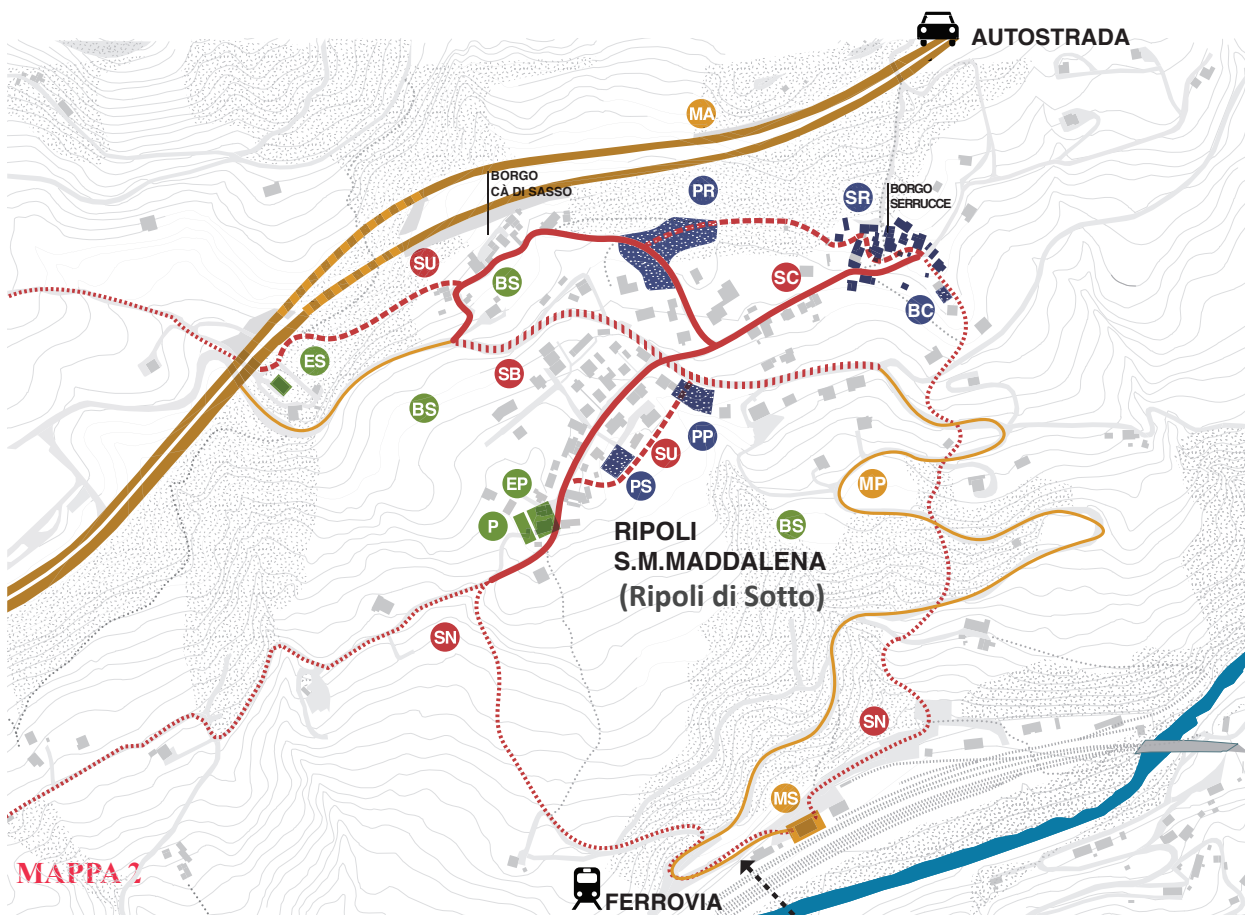 AUTOSTRADA
MA
BORGO
CÀ DI SASSO
PR
SR
BORGO
SERRUCCE
SU
BS
SC
BC
ES
SB
BS
PP
SU
PS
EP
MP
P
BS
RIPOLI
S.M.MADDALENA
(Ripoli di Sotto)
SN
SN
MS
MAPPA 2
FERROVIA